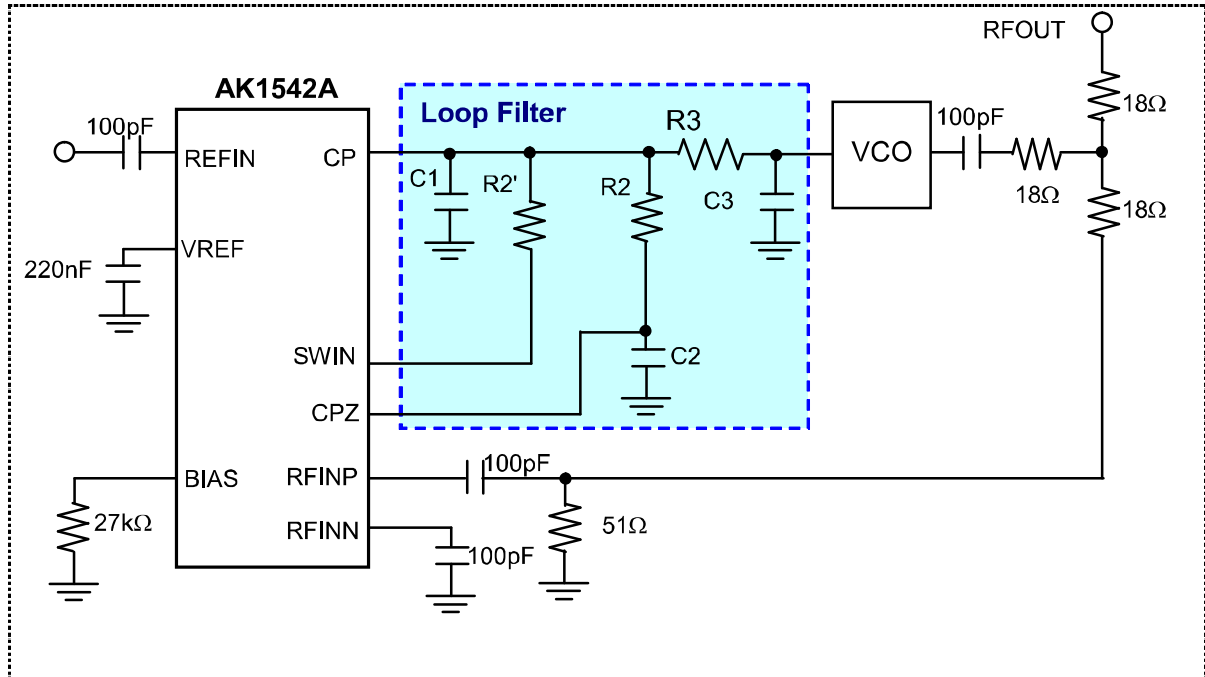 RFOUT
AK1542A
Loop Filter
18Ω
100pF
REFIN
CP
C1
R2'
R2
R3
C3
VCO
100pF
18Ω
18Ω
VREF
220nF
SWIN
C2
CPZ
BIAS
27kΩ
RFINP
100pF
51Ω
RFINN
100pF